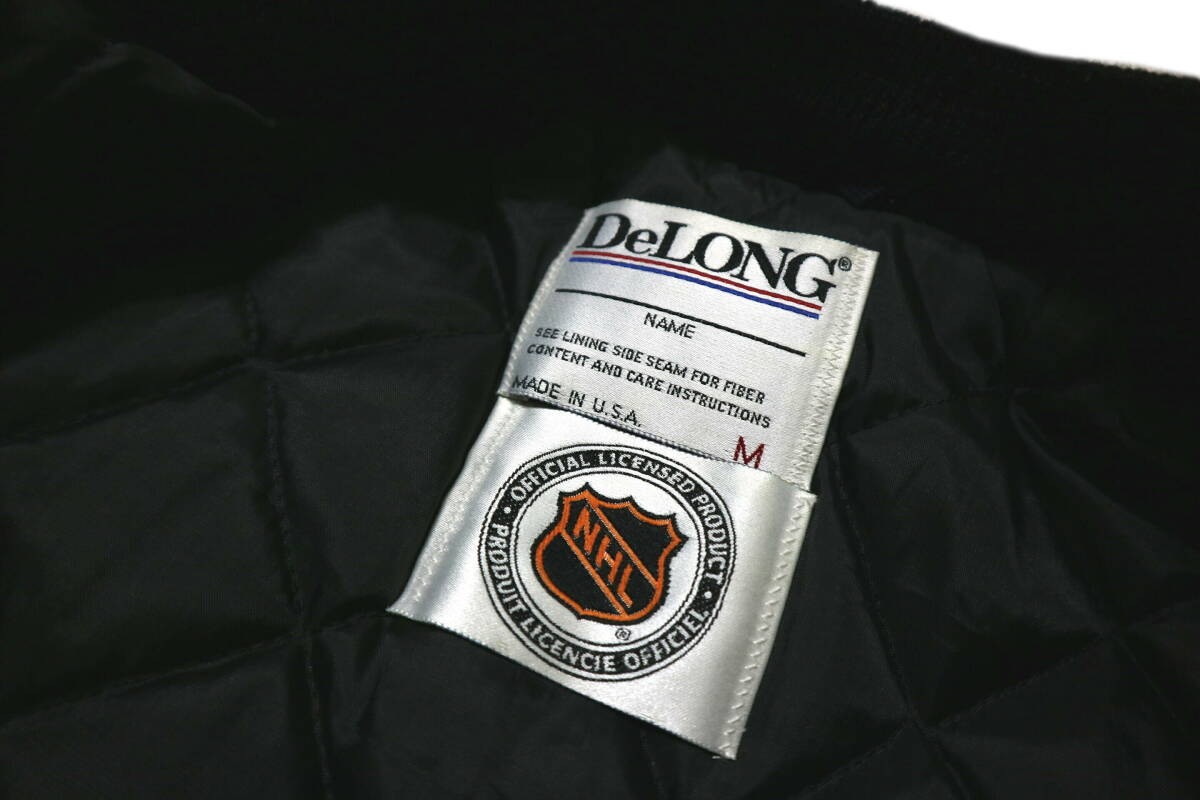 DeLONG®
NAME
SEE LINING SIDE SEAM FOR FIBER
CONTENT AND CARE INSTRUCTIONS
MADE IN U.S.A.
M
• OFFICIAL LICENSED PRODUCT •
PRODUIT LICENCIE OFFICIEL
NHL
®